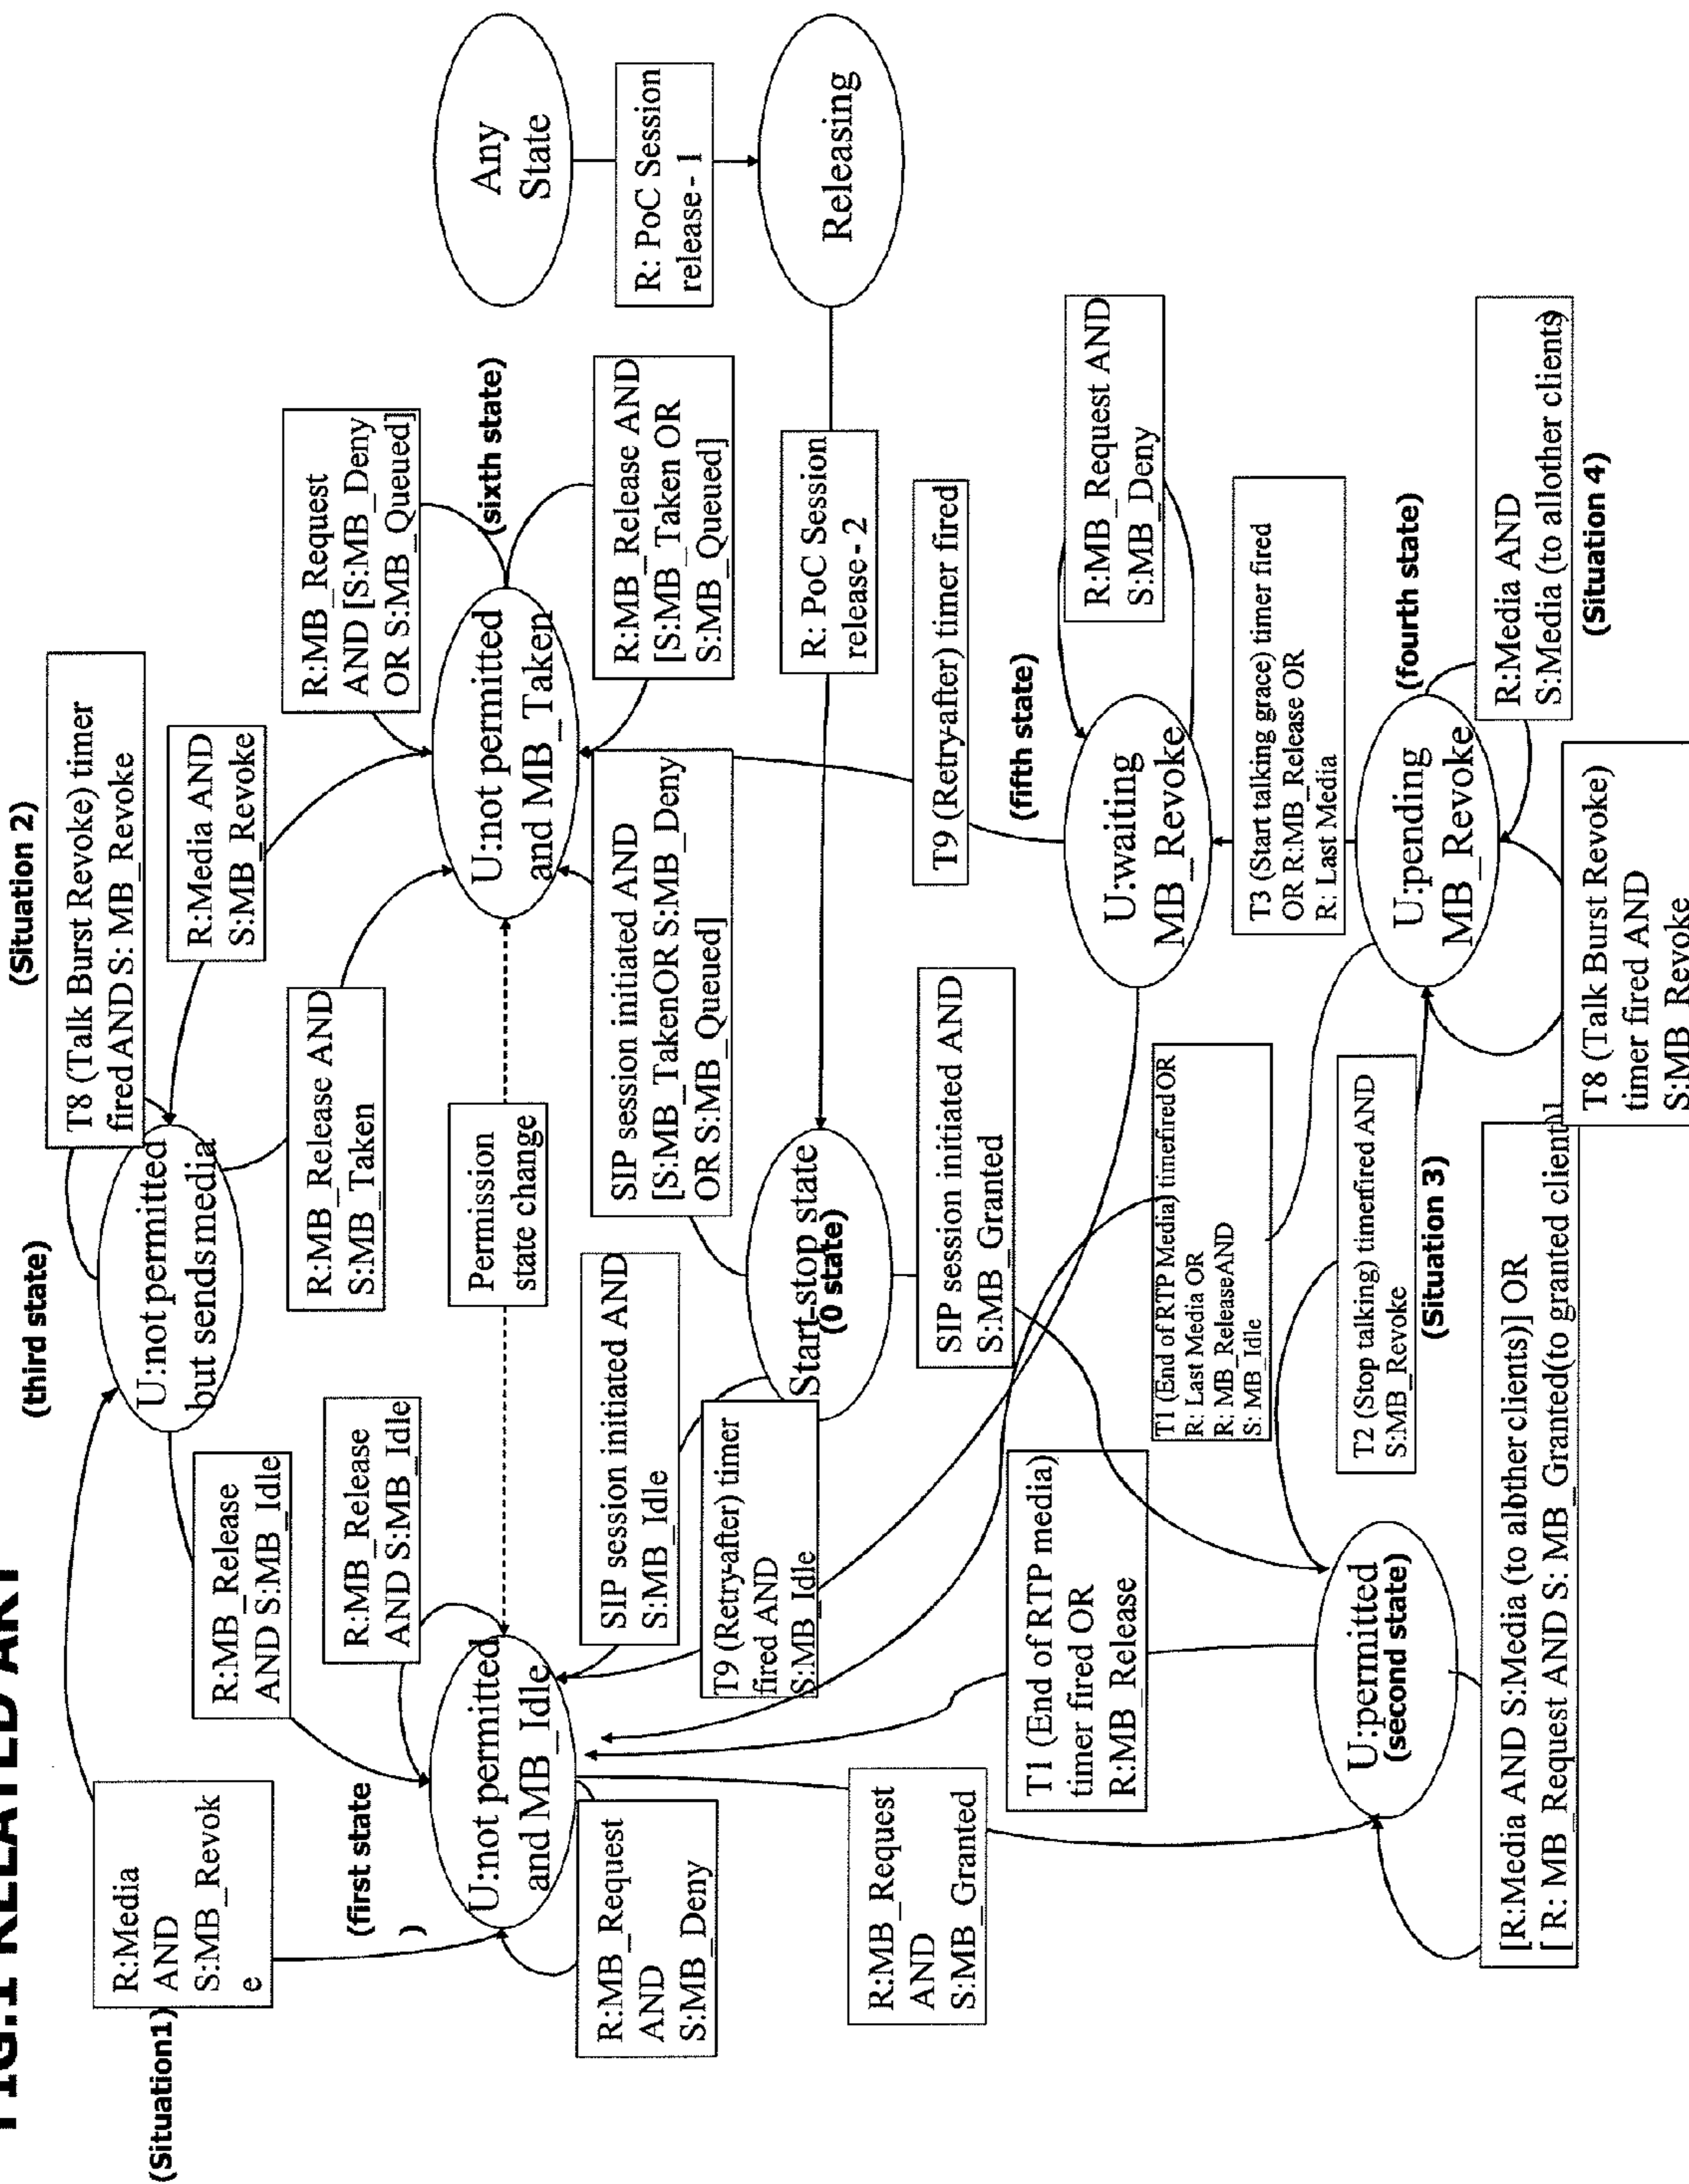 FIG.1 RELATED ART
(third state)
(Situation 2)
T8 (Talk Burst Revoke) timer
fired AND S: MB_Revoke
(Situation1)
R:Media
AND
S:MB_Revok
e
U:not permitted
but sends media
R:Media AND
S:MB_Revoke
R:MB_Release
AND S:MB_Idle
R:MB_Release AND
S:MB_Taken
R:MB_Request
AND [S:MB_Deny
OR S:MB_Queued]
(first state
)
R:MB_Release
AND S:MB_Idle
U:not permitted
and MB_Idle
Permission
state change
U:not permitted
and MB_Taken
(sixth state)
Any
State
R:MB_Request
AND
S:MB_Deny
SIP session initiated AND
S:MB_Idle
SIP session initiated AND
[S:MB_TakenOR S:MB_Deny
OR S:MB_Queued]
R:MB_Release AND
[S:MB_Taken OR
S:MB_Queued]
R: PoC Session
release - 1
T9 (Retry-after) timer
fired AND
S:MB_Idle
Start-stop state
(0 state)
R: PoC Session
release - 2
Releasing
R:MB_Request
AND
S:MB_Granted
SIP session initiated AND
S:MB_Granted
T9 (Retry-after) timer fired
(fifth state)
T1 (End of RTP media)
timer fired OR
R:MB_Release
U:waiting
MB_Revoke
R:MB_Request AND
S:MB_Deny
T1 (End of RTP Media) timefired OR
R: Last Media OR
R: MB_ReleaseAND
S: MB_Idle
T3 (Start talking grace) timer fired
OR R:MB_Release OR
R: Last Media
U:permitted
(second state)
T2 (Stop talking) timerfired AND
S:MB_Revoke
(Situation 3)
U:pending
MB_Revoke
(fourth state)
R:Media AND
S:Media (to allother clients)
(Situation 4)
[R:Media AND S:Media (to albther clients)] OR
[ R: MB_Request AND S: MB_Granted(to granted client)]
T8 (Talk Burst Revoke)
timer fired AND
S:MB_Revoke